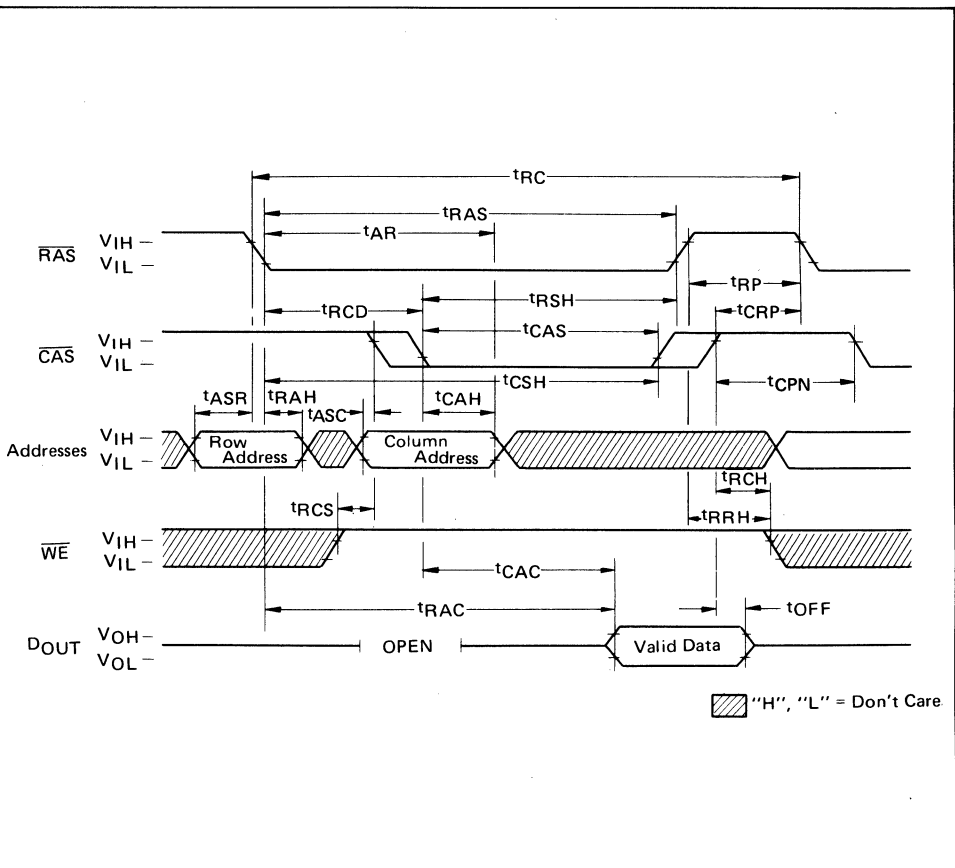 tRC
tRAS
tAR
RAS VIH
VIL
tRP
tRSH
tRCD
tCRP
tCAS
CAS VIH
VIL
tCSH
tCPN
tASR
tRAH
tASC
tCAH
Addresses VIH
VIL
Row
Address
Column
Address
tRCH
tRCS
tRRH
WE VIH
VIL
tCAC
tRAC
tOFF
DOUT VOH
VOL
OPEN
Valid Data
"H", "L" = Don't Care